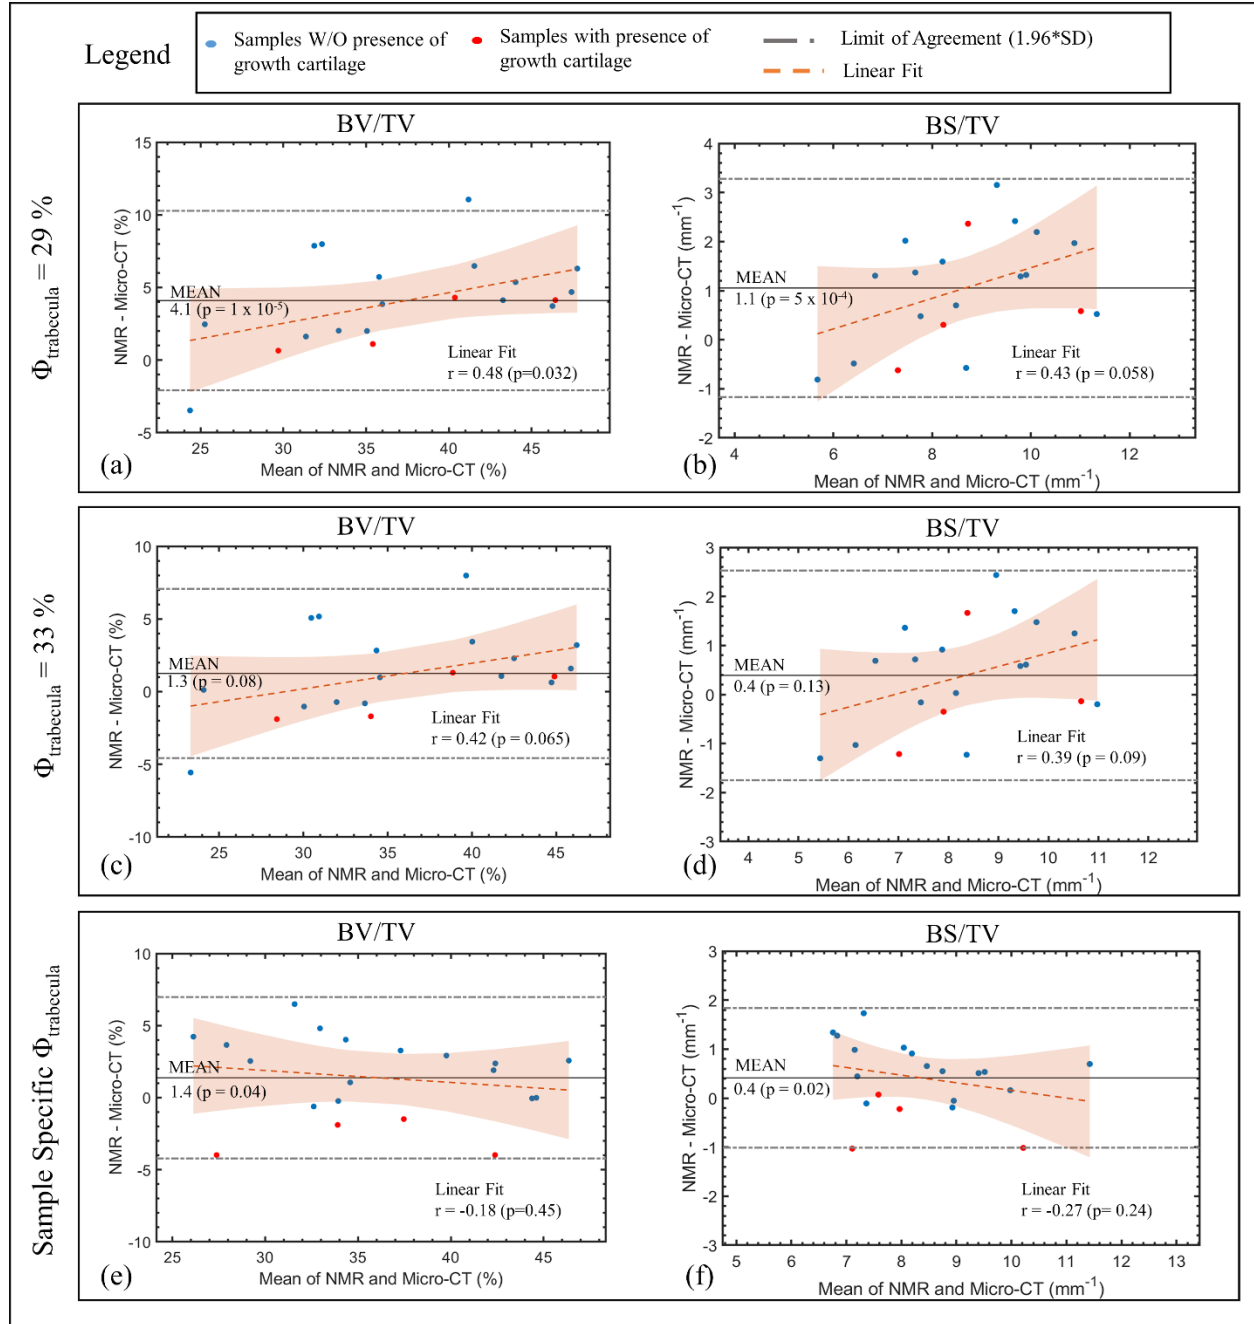 Legend
Samples W/O presence of
growth cartilage
Samples with presence of
growth cartilage
Limit of Agreement (1.96*SD)
Linear Fit
Φtrabecula = 29 %
BV/TV
15
10
5
0
-5
NMR - Micro-CT (%)
MEAN
4.1 (p = 1 x 10-5)
Linear Fit
r = 0.48 (p=0.032)
25 30 35 40 45
(a)
Mean of NMR and Micro-CT (%)
BS/TV
4
3
2
1
0
-1
-2
NMR - Micro-CT (mm-1)
MEAN
1.1 (p = 5 x 10-4)
Linear Fit
r = 0.43 (p = 0.058)
4 6 8 10 12
(b)
Mean of NMR and Micro-CT (mm-1)
Φtrabecula = 33 %
BV/TV
10
5
0
-5
-10
NMR - Micro-CT (%)
MEAN
1.3 (p = 0.08)
Linear Fit
r = 0.42 (p = 0.065)
25 30 35 40 45
(c)
Mean of NMR and Micro-CT (%)
BS/TV
3
2
1
0
-1
-2
-3
NMR - Micro-CT (mm-1)
MEAN
0.4 (p = 0.13)
Linear Fit
r = 0.39 (p = 0.09)
4 5 6 7 8 9 10 11 12
(d)
Mean of NMR and Micro-CT (mm-1)
Sample Specific Φtrabecula
BV/TV
10
5
0
-5
-10
NMR - Micro-CT (%)
MEAN
1.4 (p = 0.04)
Linear Fit
r = -0.18 (p=0.45)
25 30 35 40 45
(e)
Mean of NMR and Micro-CT (%)
BS/TV
3
2
1
0
-1
-2
-3
NMR - Micro-CT (mm-1)
MEAN
0.4 (p = 0.02)
Linear Fit
r = -0.27 (p= 0.24)
5 6 7 8 9 10 11 12 13
(f)
Mean of NMR and Micro-CT (mm-1)